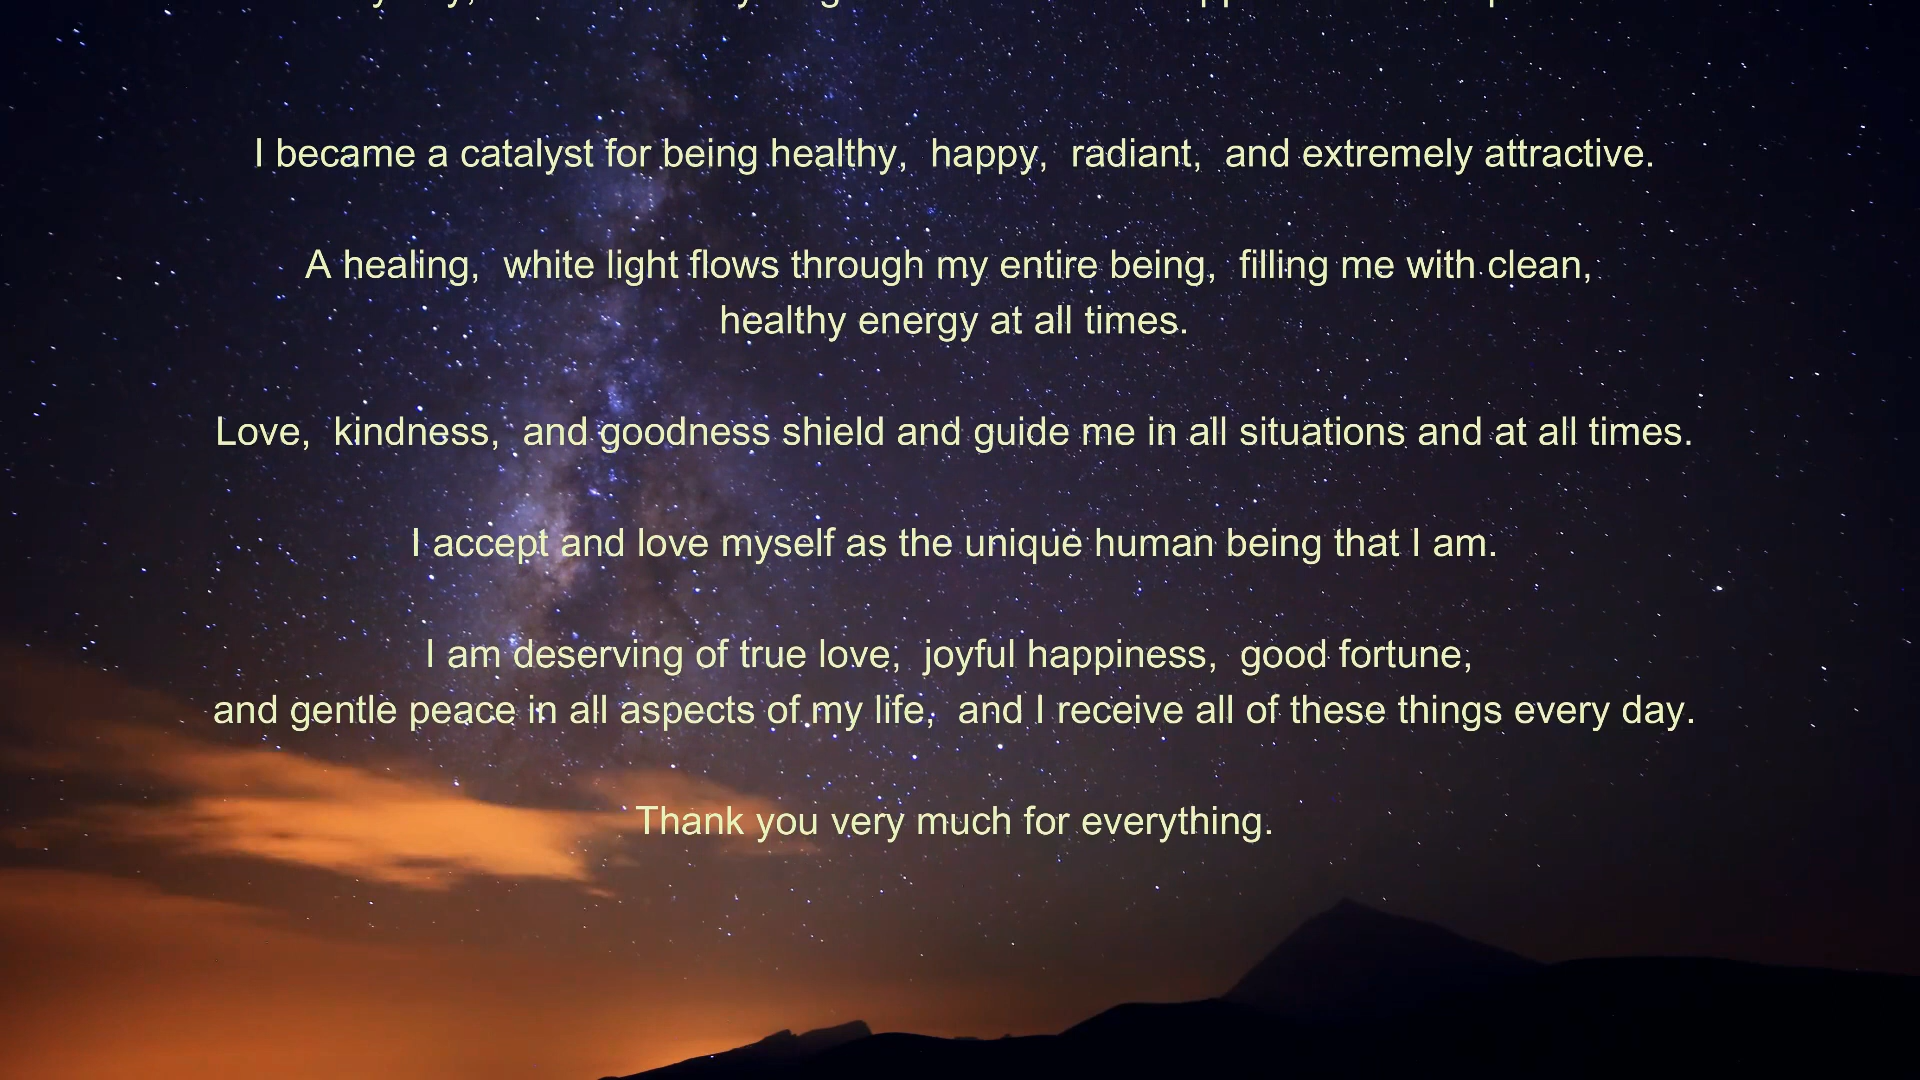 I became a catalyst for being healthy,  happy,  radiant,  and extremely attractive.
A healing,  white light flows through my entire being,  filling me with clean,
healthy energy at all times.
Love,  kindness,  and goodness shield and guide me in all situations and at all times.
I accept and love myself as the unique human being that I am.
I am deserving of true love,  joyful happiness,  good fortune,
and gentle peace in all aspects of my life,  and I receive all of these things every day.
Thank you very much for everything.